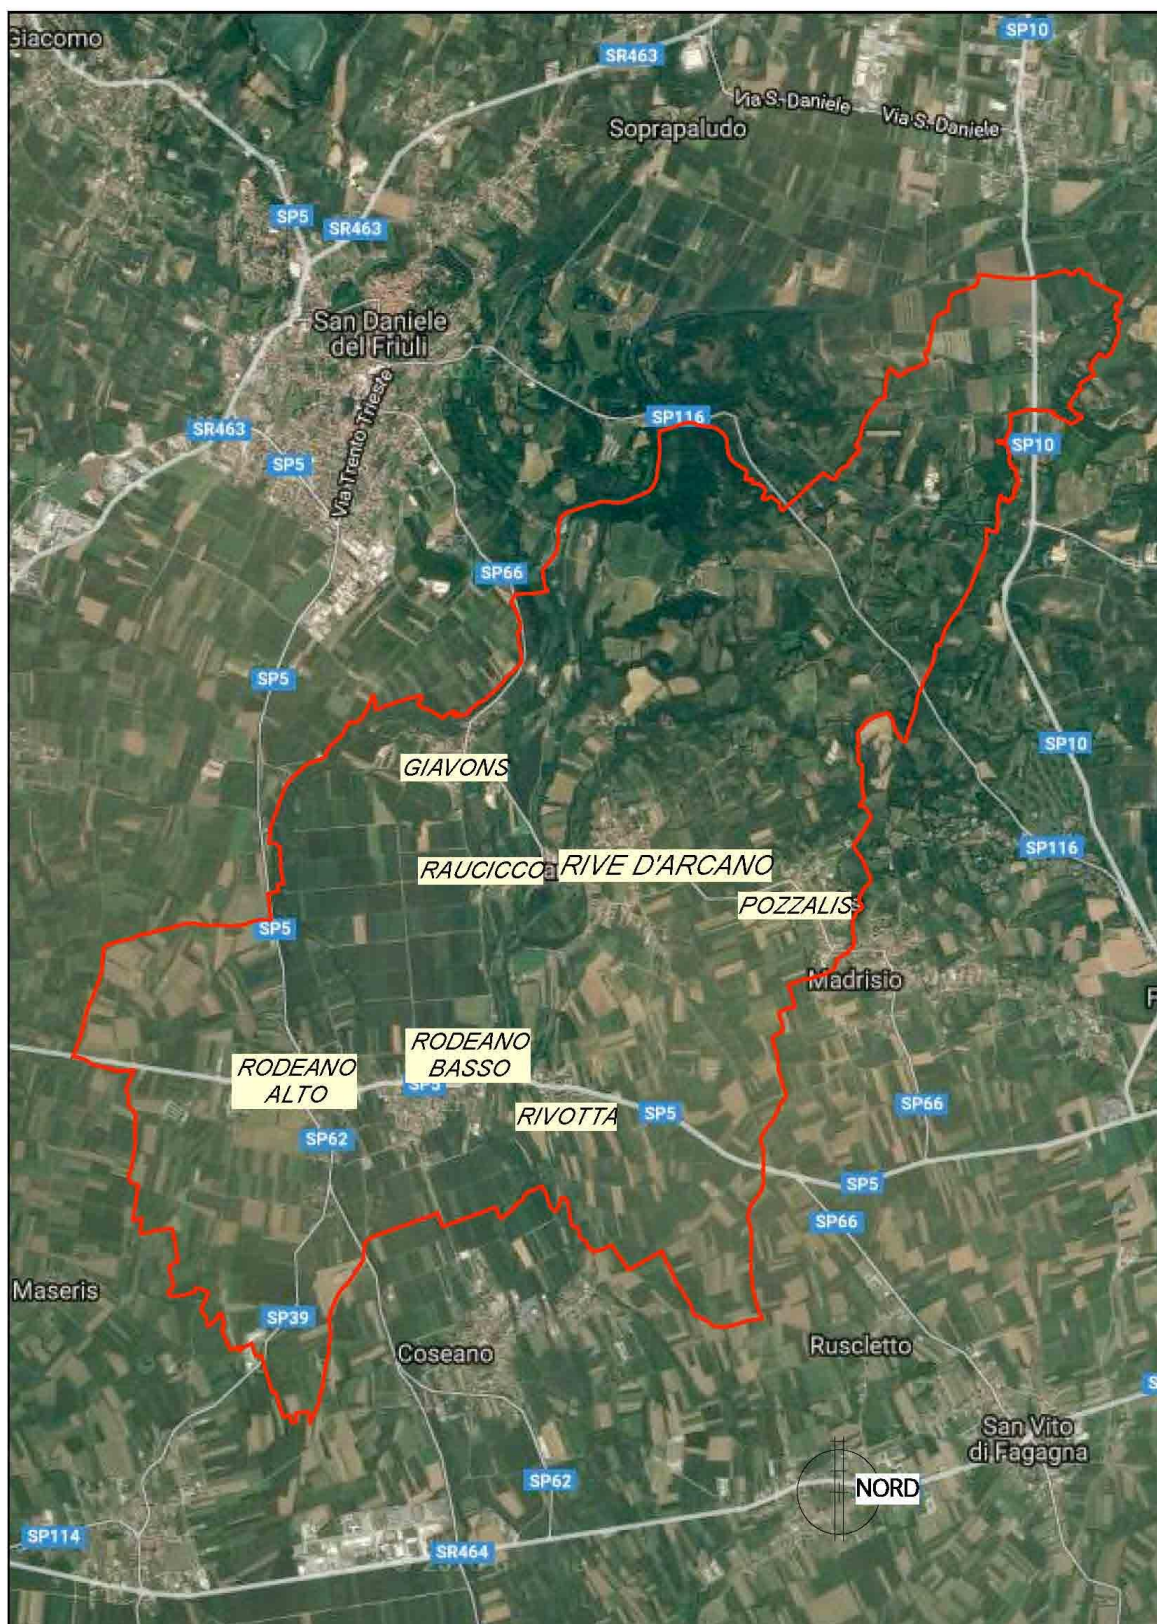 Giacomo
SP10
SR463
Via S. Daniele
Via S. Daniele
Soprapaludo
SP5
SR463
San Daniele
del Friuli
SP116
SR463
SP5
Via Trento Trieste
SP10
SP66
SP5
SP10
GIAVONS
SP116
RAUCICCO
RIVE D'ARCANO
POZZALIS
SP5
Madrisio
RODEANO
BASSO
RODEANO
ALTO
SP5
RIVOTTA
SP5
SP66
SP62
SP5
SP66
Maseris
SP39
Coseano
Ruscletto
San Vito
di Fagagna
SP62
NORD
SP114
SR464